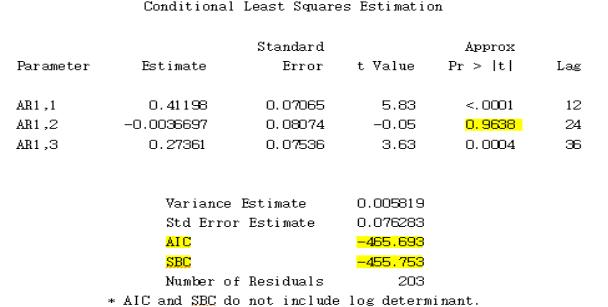 Conditional Least Squares Estimation
Standard Approx
Parameter Estimate Error t Value Pr > |t| Lag
AR1,1 0.41198 0.07065 5.83 <.0001 12
AR1,2 -0.0036697 0.08074 -0.05 0.9638 24
AR1,3 0.27361 0.07536 3.63 0.0004 36
Variance Estimate 0.005819
Std Error Estimate 0.076283
AIC -465.693
SBC -455.753
Number of Residuals 203
* AIC and SBC do not include log determinant.